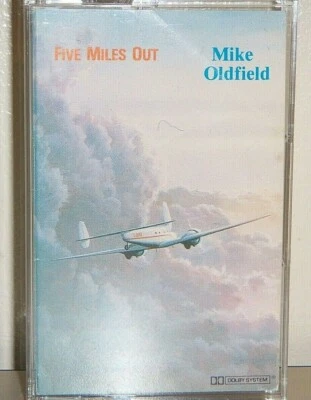 FIVE MILES OUT
Mike
Oldfield
DOLBY SYSTEM